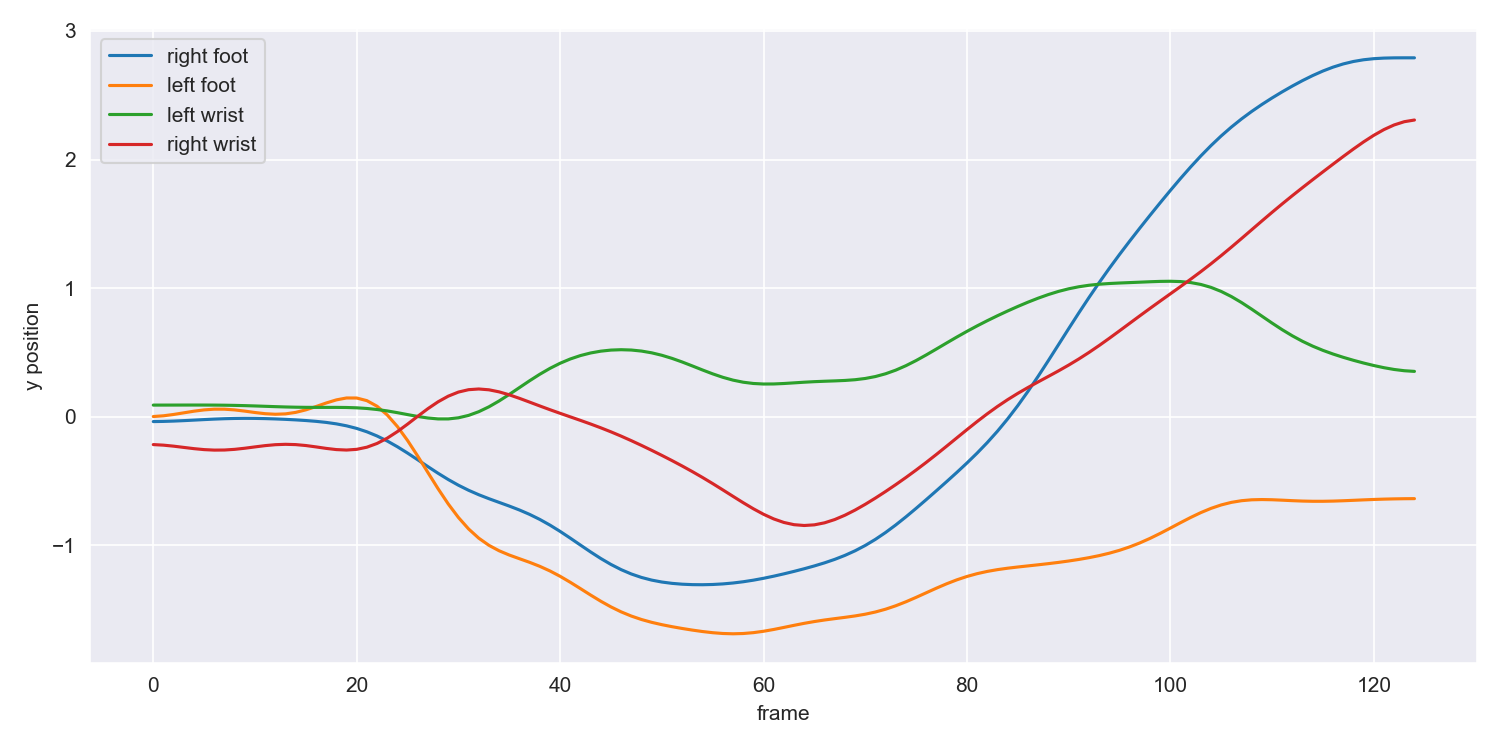 3
2
1
0
−1
y position
right foot
left foot
left wrist
right wrist
0 20 40 60 80 100 120
frame